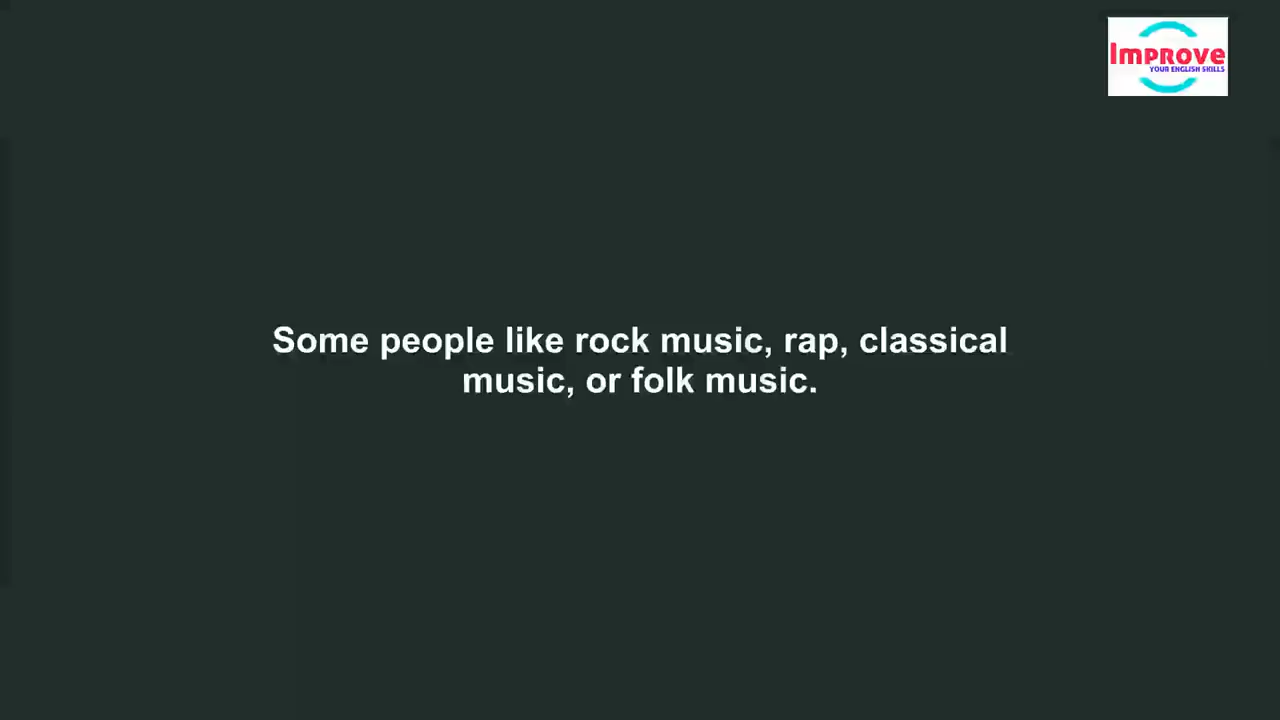 Improve
YOUR ENGLISH SKILLS
Some people like rock music, rap, classical
music, or folk music.